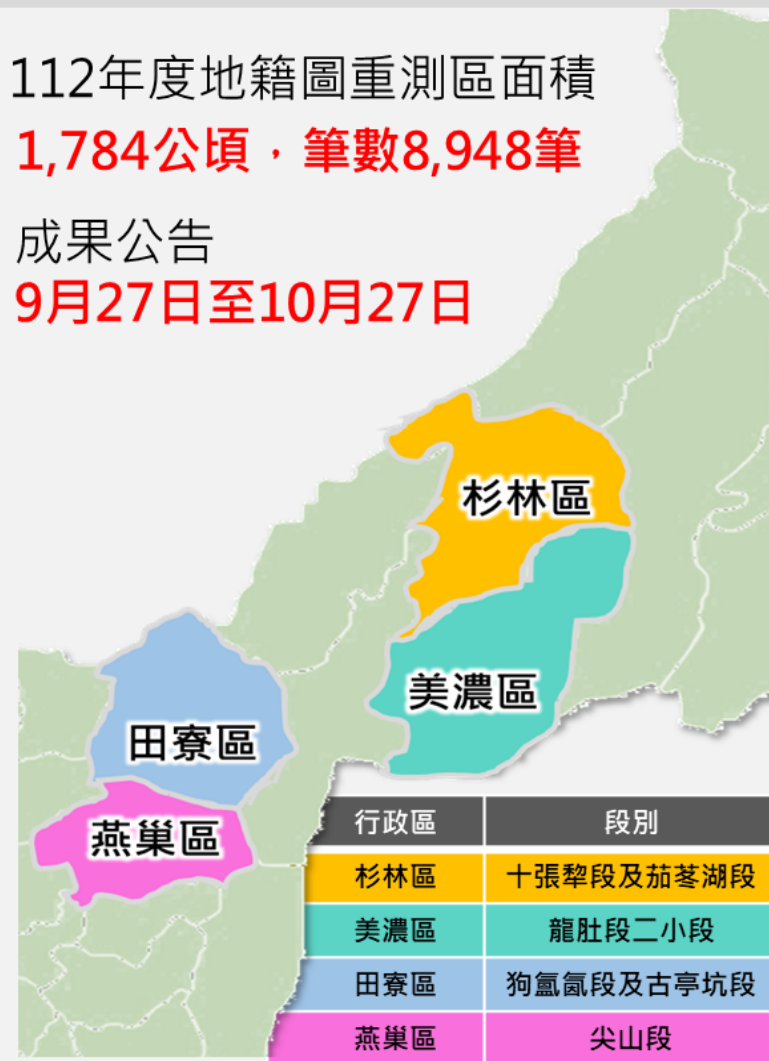 112年度地籍圖重測區面積
1,784公頃，筆數8,948筆
成果公告
9月27日至10月27日
杉林區
美濃區
田寮區
燕巢區
行政區 段別
杉林區 十張犂段及茄苳湖段
美濃區 龍肚段二小段
田寮區 狗氳氤段及古亭坑段
燕巢區 尖山段